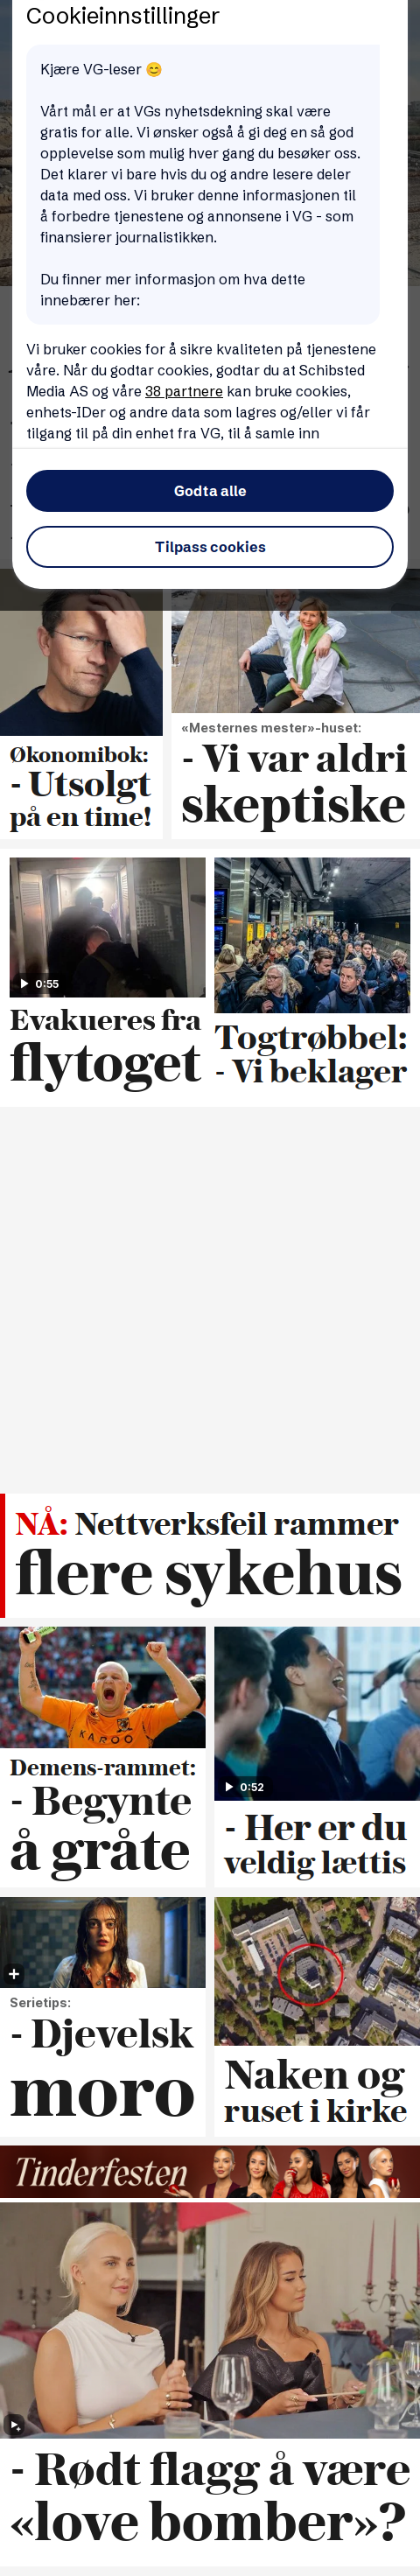 Cookieinnstillinger
Kjære VG-leser 😊
Vårt mål er at VGs nyhetsdekning skal være
gratis for alle. Vi ønsker også å gi deg en så god
opplevelse som mulig hver gang du besøker oss.
Det klarer vi bare hvis du og andre lesere deler
data med oss. Vi bruker denne informasjonen til
å forbedre tjenestene og annonsene i VG - som
finansierer journalistikken.
Du finner mer informasjon om hva dette
innebærer her:
Vi bruker cookies for å sikre kvaliteten på tjenestene
våre. Når du godtar cookies, godtar du at Schibsted
Media AS og våre 38 partnere kan bruke cookies,
enhets-IDer og andre data som lagres og/eller vi får
tilgang til på din enhet fra VG, til å samle inn
Godta alle
Tilpass cookies
Økonomibok:
- Utsolgt
på en time!
«Mesternes mester»-huset:
- Vi var aldri
skeptiske
0:55
Evakueres fra
flytoget
Togtrøbbel:
- Vi beklager
NÅ: Nettverksfeil rammer
flere sykehus
KAROO
Demens-rammet:
- Begynte
å gråte
0:52
- Her er du
veldig lættis
Serietips:
- Djevelsk
moro
Naken og
ruset i kirke
Tinderfesten
- Rødt flagg å være
«love bomber»?